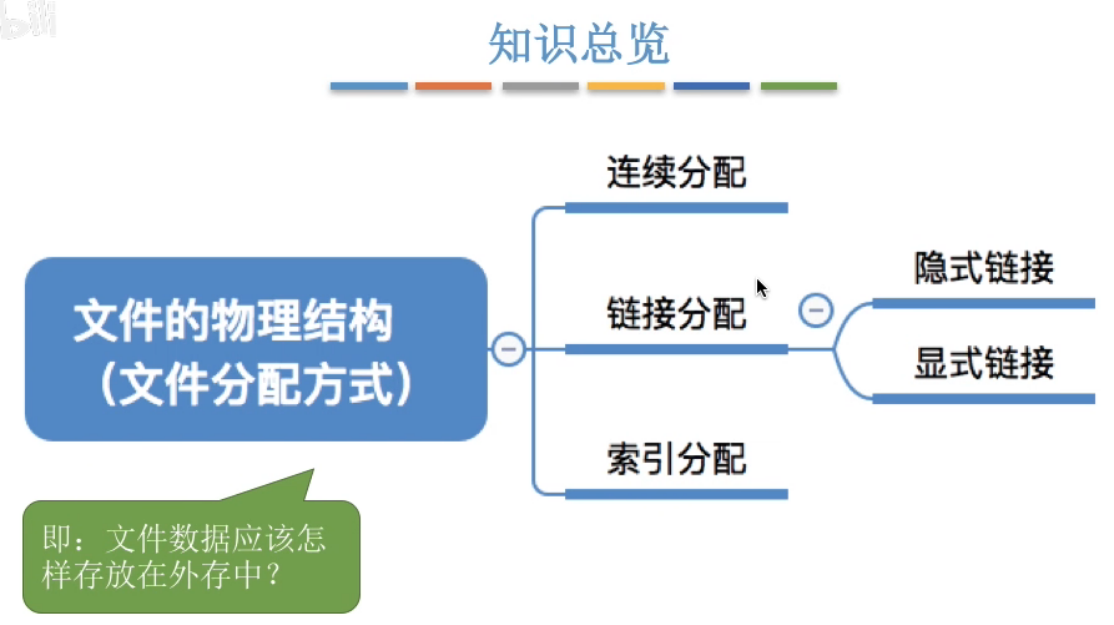 知识总览
连续分配
隐式链接
文件的物理结构
（文件分配方式）
链接分配
显式链接
索引分配
即：文件数据应该怎
样存放在外存中？